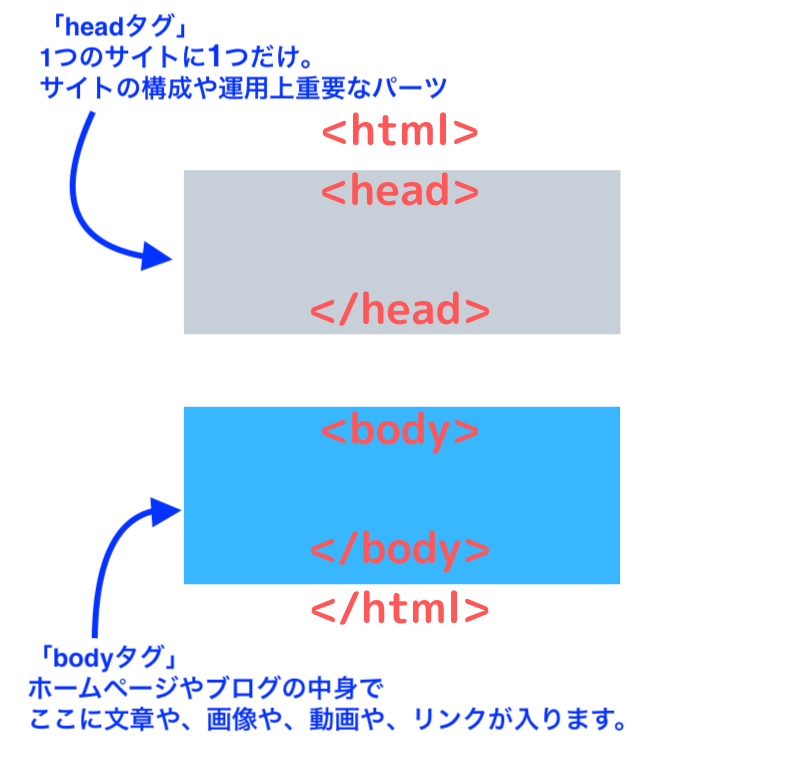 「headタグ」
1つのサイトに1つだけ。
サイトの構成や運用上重要なパーツ
<html>
<head>
</head>
<body>
</body>
</html>
「bodyタグ」
ホームページやブログの中身で
ここに文章や、画像や、動画や、リンクが入ります。